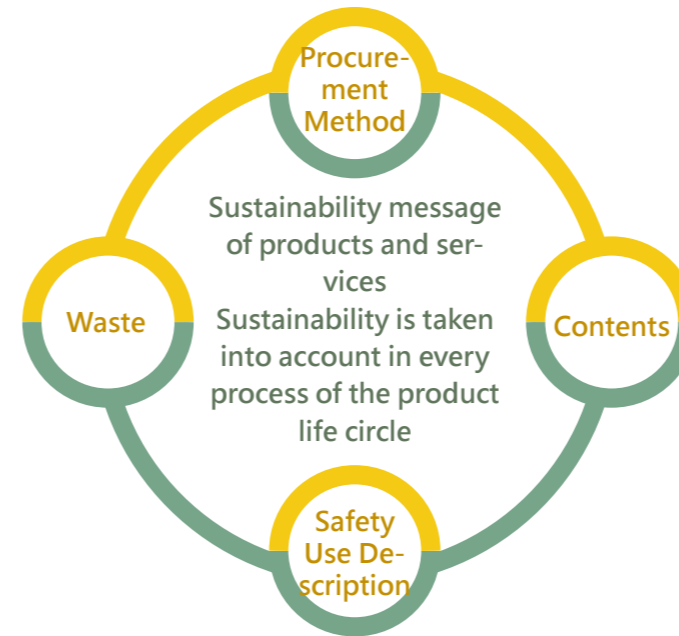 Procure-
ment
Method
Sustainability message
of products and ser-
vices
Sustainability is taken
into account in every
process of the product
life circle
Waste
Contents
Safety
Use De-
scription